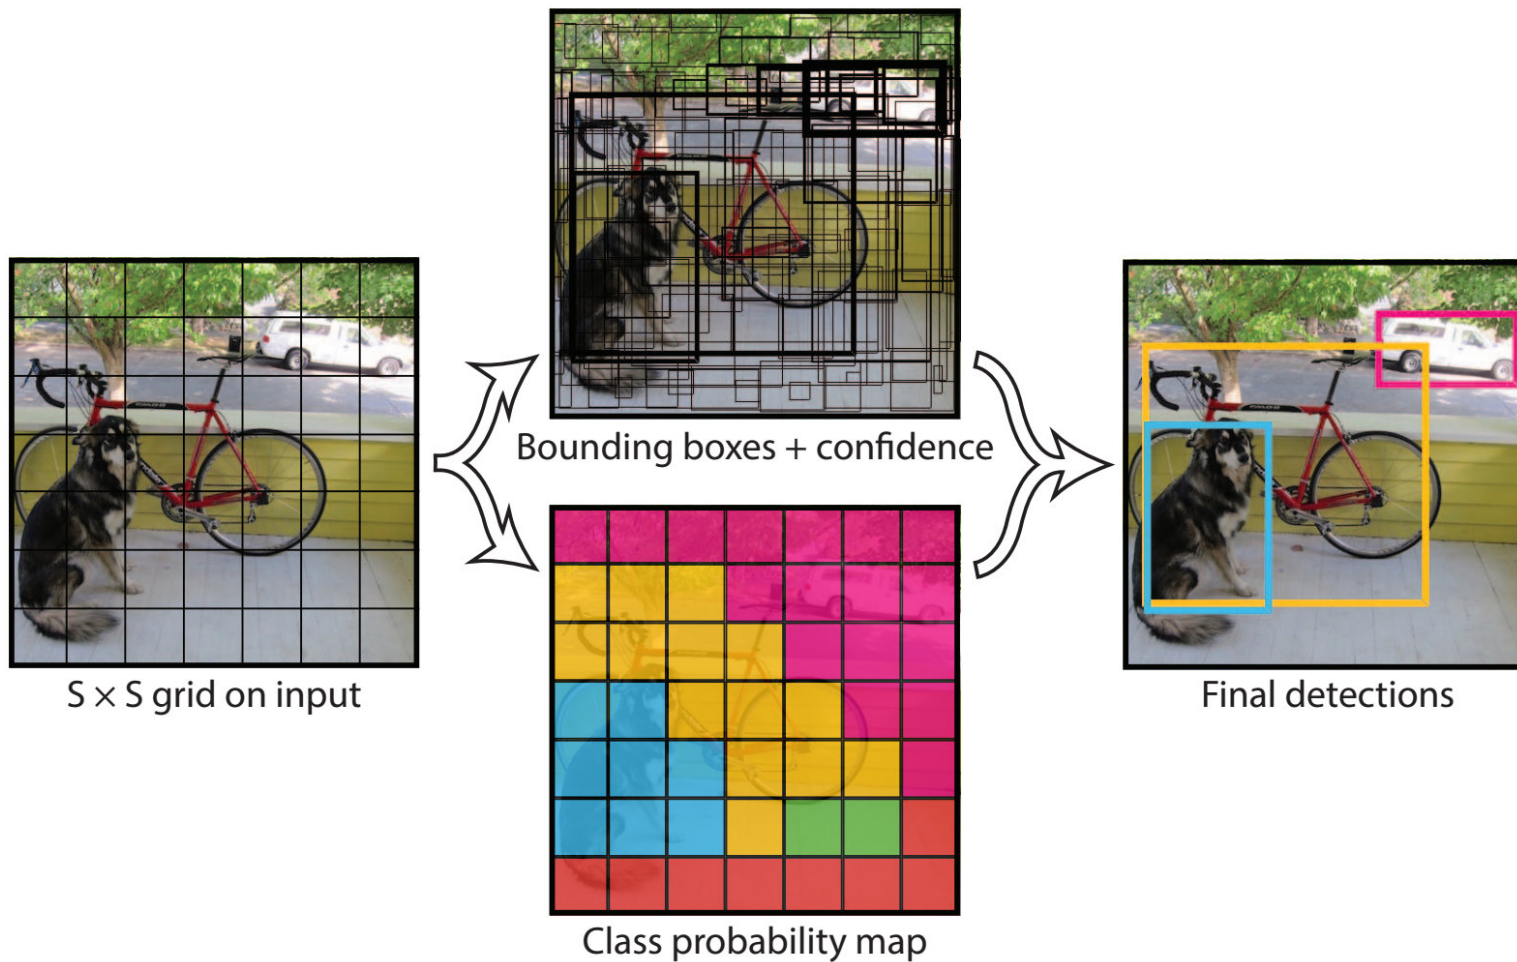 Bounding boxes + confidence
S × S grid on input
Final detections
Class probability map